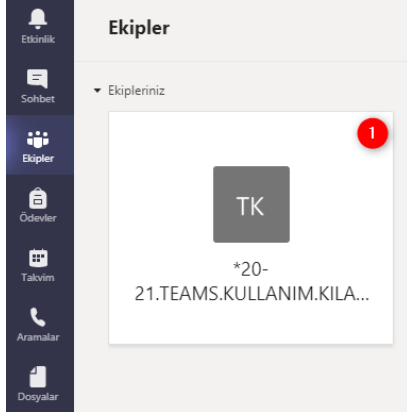 Etkinlik
Sohbet
Ekipler
Ödevler
Takvim
Aramalar
Dosyalar
Ekipler
Ekipleriniz
1
TK
*20-
21.TEAMS.KULLANIM.KILA...